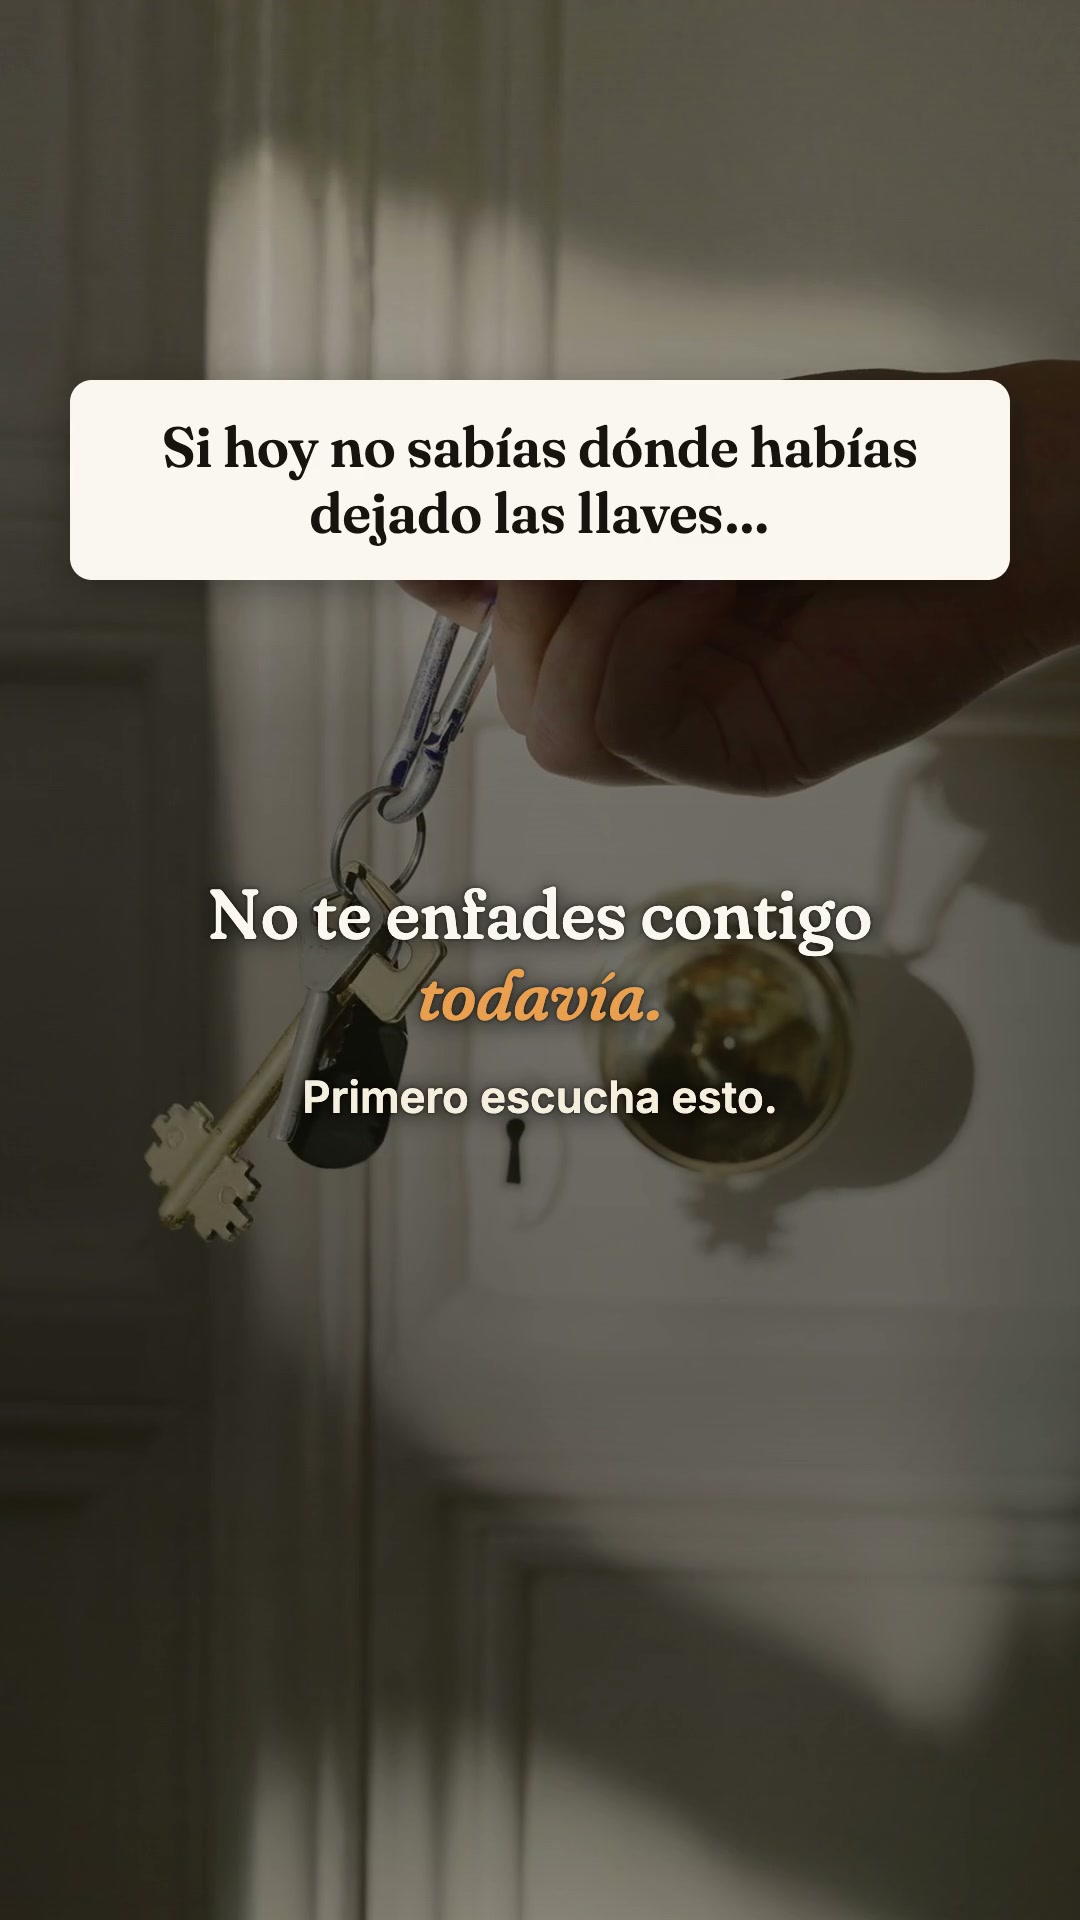 Si hoy no sabías dónde habías
dejado las llaves...
No te enfades contigo
todavía.
Primero escucha esto.